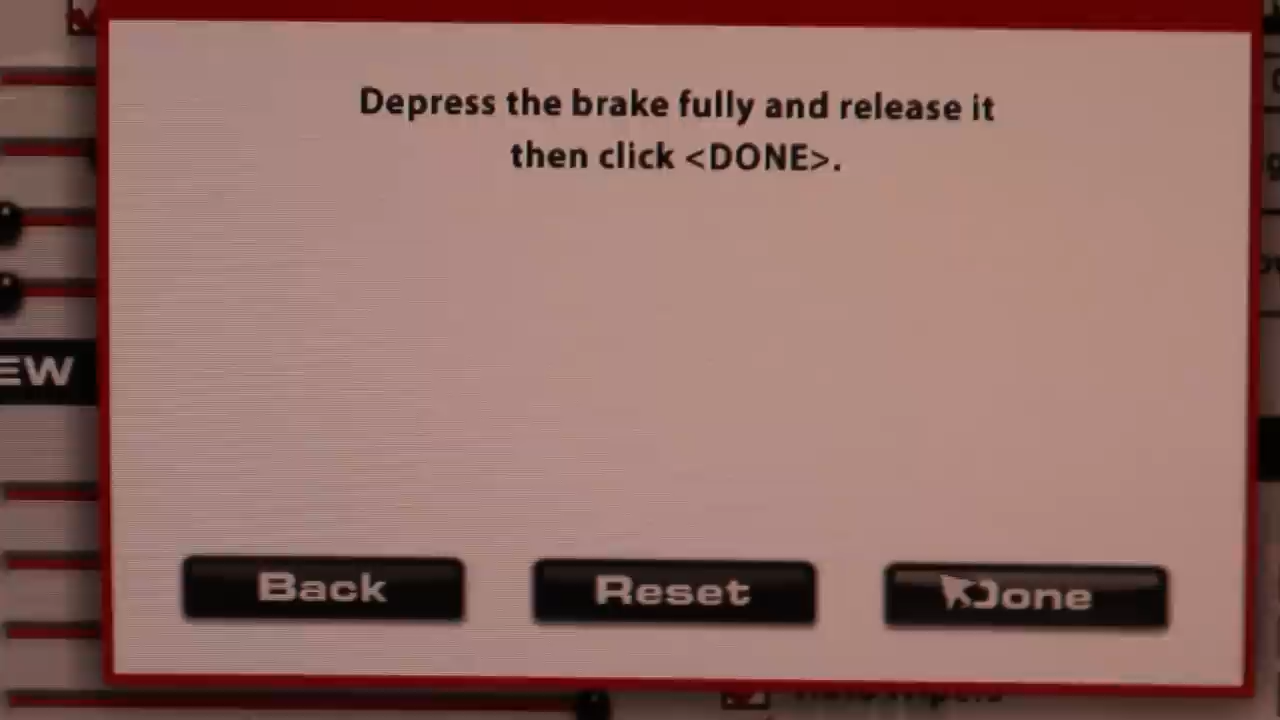 Depress the brake fully and release it
then click <DONE>.
EW
Back
Reset
Done